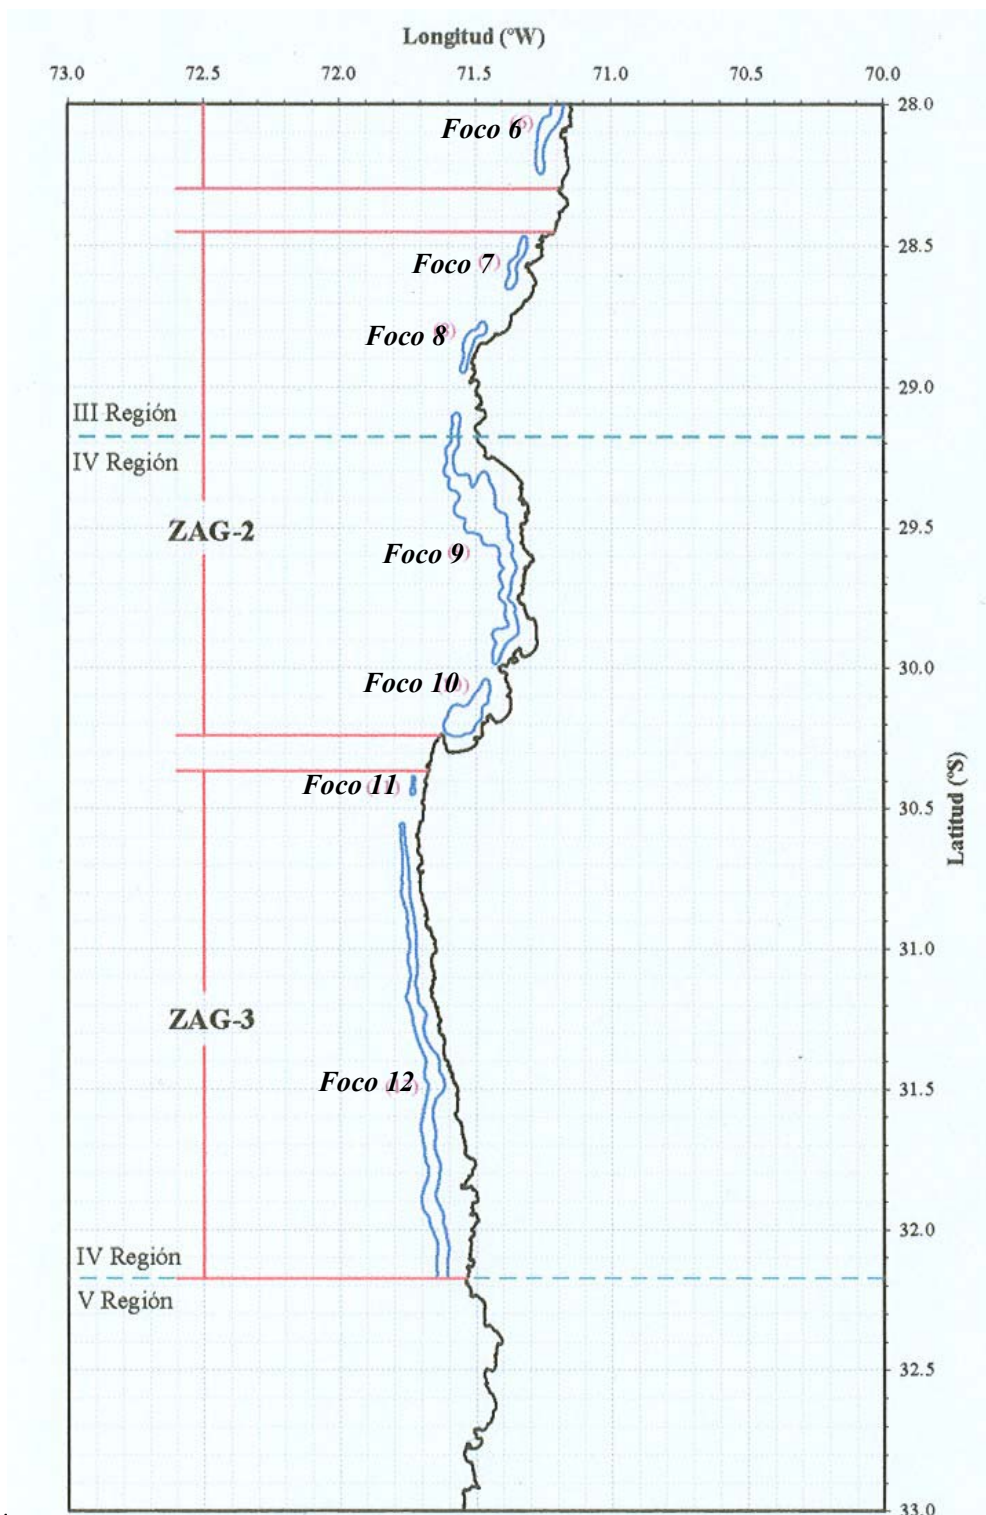 Longitud (°W)
73.0 72.5 72.0 71.5 71.0 70.5 70.0
28.0
Foco 6
28.5
Foco 7
Foco 8
29.0
III Región
IV Región
ZAG-2
29.5
Foco 9
30.0
Foco 10
Foco 11
30.5
Latitud (°S)
31.0
ZAG-3
31.5
Foco 12
32.0
IV Región
V Región
32.5
33.0